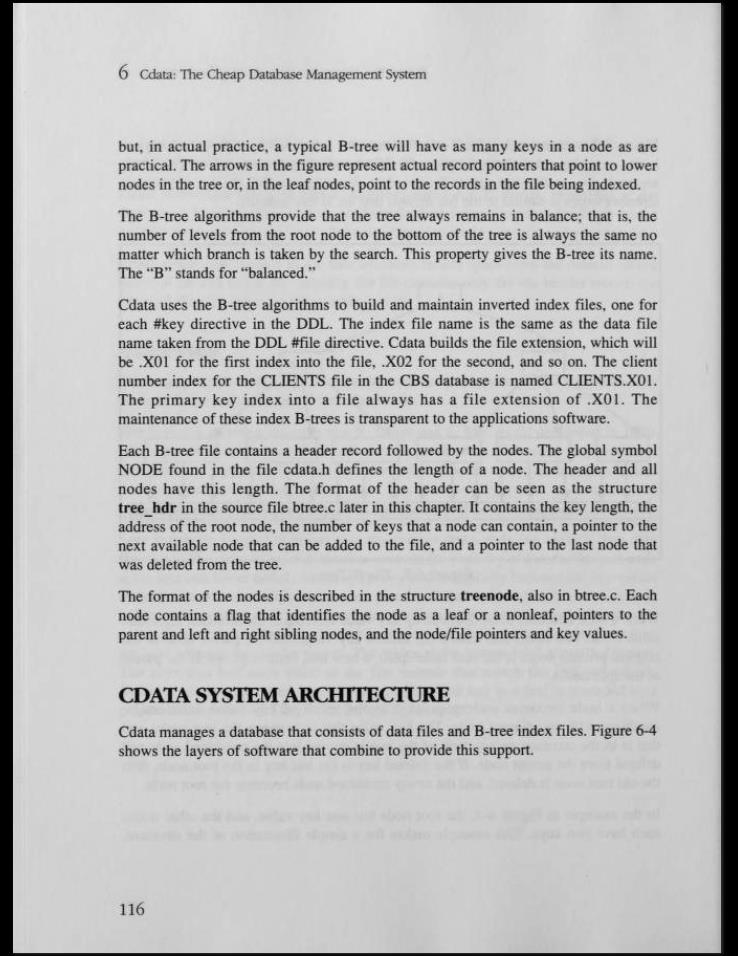 6 Cdata: The Cheap Database Management System
but, in actual practice, a typical B-tree will have as many keys in a node as are
practical. The arrows in the figure represent actual record pointers that point to lower
nodes in the tree or, in the leaf nodes, point to the records in the file being indexed.
The B-tree algorithms provide that the tree always remains in balance; that is, the
number of levels from the root node to the bottom of the tree is always the same no
matter which branch is taken by the search. This property gives the B-tree its name.
The “B” stands for “balanced.”
Cdata uses the B-tree algorithms to build and maintain inverted index files, one for
each #key directive in the DDL. The index file name is the same as the data file
name taken from the DDL #file directive. Cdata builds the file extension, which will
be .X01 for the first index into the file, .X02 for the second, and so on. The client
number index for the CLIENTS file in the CBS database is named CLIENTS.X01.
The primary key index into a file always has a file extension of .X01. The
maintenance of these index B-trees is transparent to the applications software.
Each B-tree file contains a header record followed by the nodes. The global symbol
NODE found in the file cdata.h defines the length of a node. The header and all
nodes have this length. The format of the header can be seen as the structure
tree_hdr in the source file btree.c later in this chapter. It contains the key length, the
address of the root node, the number of keys that a node can contain, a pointer to the
next available node that can be added to the file, and a pointer to the last node that
was deleted from the tree.
The format of the nodes is described in the structure treenode, also in btree.c. Each
node contains a flag that identifies the node as a leaf or a nonleaf, pointers to the
parent and left and right sibling nodes, and the node/file pointers and key values.
CDATA SYSTEM ARCHITECTURE
Cdata manages a database that consists of data files and B-tree index files. Figure 6-4
shows the layers of software that combine to provide this support.
116